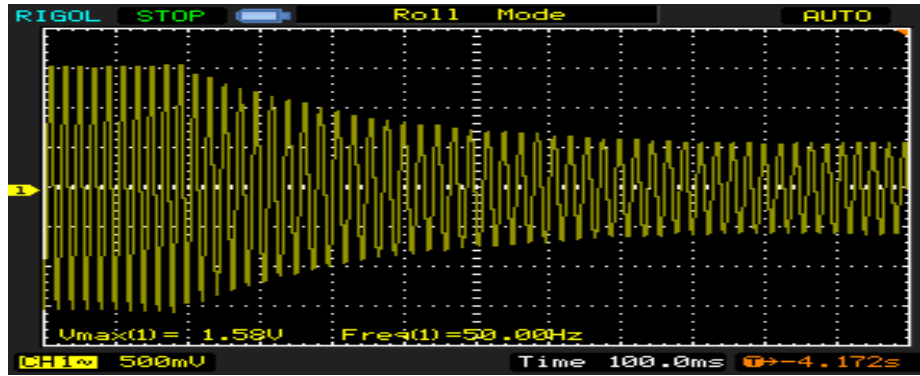 RIGOL STOP Roll Mode AUTO
1
Vmax(1)= 1.58V Freq(1)=50.00Hz
CH1~ 500mV Time 100.0ms T→-4.172s